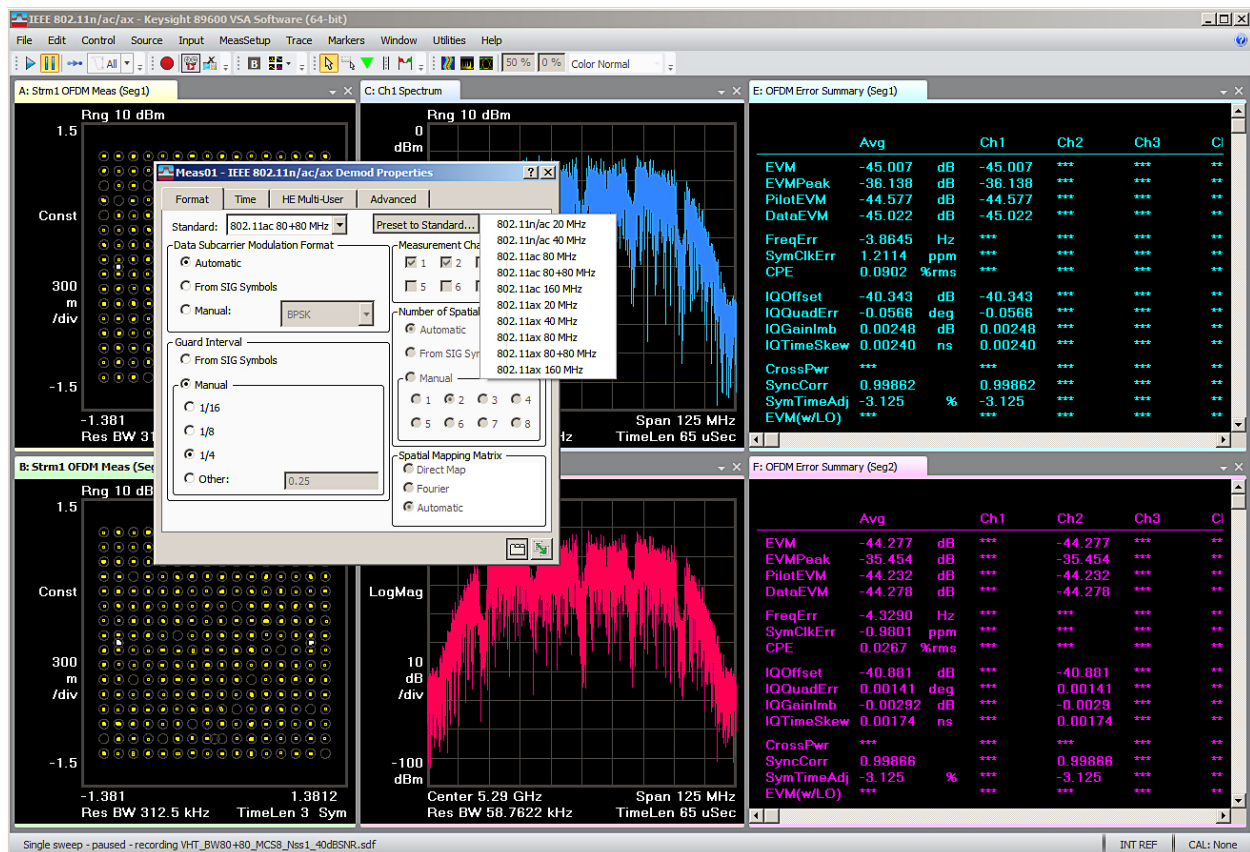 IEEE 802.11n/ac/ax - Keysight 89600 VSA Software (64-bit)
File Edit Control Source Input MeasSetup Trace Markers Window Utilities Help
All B 50 % 0 % Color Normal
A: Strm1 OFDM Meas (Seg1)
Rng 10 dBm
1.5
Const
300
m
/div
-1.5
-1.381
Res BW 31
C: Ch1 Spectrum
Rng 10 dBm
0
dBm
Span 125 MHz
Hz TimeLen 65 uSec
E: OFDM Error Summary (Seg1)
Avg Ch1 Ch2 Ch3
EVM -45.007 dB -45.007 *** *** **
EVMPeak -36.138 dB -36.138 *** *** **
PilotEVM -44.577 dB -44.577 *** *** **
DataEVM -45.022 dB -45.022 *** *** **
FreqErr -3.8645 Hz *** *** *** **
SymClkErr 1.2114 ppm *** *** *** **
CPE 0.0902 %rms *** *** *** **
IQOffset -40.343 dB -40.343 *** *** **
IQQuadErr -0.0566 deg -0.0566 *** *** **
IQGainImb 0.00248 dB 0.00248 *** *** **
IQTimeSkew 0.00240 ns 0.00240 *** *** **
CrossPwr *** *** *** *** **
SyncCorr 0.99862 0.99862 *** *** **
SymTimeAdj -3.125 % -3.125 *** *** **
EVM(w/LO) *** *** *** *** **
Meas01 - IEEE 802.11n/ac/ax Demod Properties
Format Time HE Multi-User Advanced
Standard: 802.11ac 80+80 MHz Preset to Standard...
802.11n/ac 20 MHz
802.11n/ac 40 MHz
802.11ac 80 MHz
802.11ac 80+80 MHz
802.11ac 160 MHz
802.11ax 20 MHz
802.11ax 40 MHz
802.11ax 80 MHz
802.11ax 80+80 MHz
802.11ax 160 MHz
Data Subcarrier Modulation Format
Automatic
From SIG Symbols
Manual: BPSK
Guard Interval
From SIG Symbols
Manual
1/16
1/8
1/4
Other: 0.25
Measurement Cha
1 2
5 6
Number of Spatial
Automatic
From SIG Syr
Manual
1 2 3 4
5 6 7 8
Spatial Mapping Matrix
Direct Map
Fourier
Automatic
B: Strm1 OFDM Meas (Seg
Rng 10 dB
1.5
Const
300
m
/div
-1.5
-1.381 1.3812
Res BW 312.5 kHz TimeLen 3 Sym
LogMag
10
dB
/div
-100
dBm
Center 5.29 GHz Span 125 MHz
Res BW 58.7622 kHz TimeLen 65 uSec
F: OFDM Error Summary (Seg2)
Avg Ch1 Ch2 Ch3
EVM -44.277 dB *** -44.277 *** **
EVMPeak -35.454 dB *** -35.454 *** **
PilotEVM -44.232 dB *** -44.232 *** **
DataEVM -44.278 dB *** -44.278 *** **
FreqErr -4.3290 Hz *** *** *** **
SymClkErr -0.9801 ppm *** *** *** **
CPE 0.0267 %rms *** *** *** **
IQOffset -40.881 dB *** -40.881 *** **
IQQuadErr 0.00141 deg *** 0.00141 *** **
IQGainImb -0.00292 dB *** -0.0029 *** **
IQTimeSkew 0.00174 ns *** 0.00174 *** **
CrossPwr *** *** *** *** **
SyncCorr 0.99866 *** 0.99866 *** **
SymTimeAdj -3.125 % *** -3.125 *** **
EVM(w/LO) *** *** *** *** **
Single sweep - paused - recording VHT_BW80+80_MCS8_Nss1_40dBSNR.sdf INT REF CAL: None